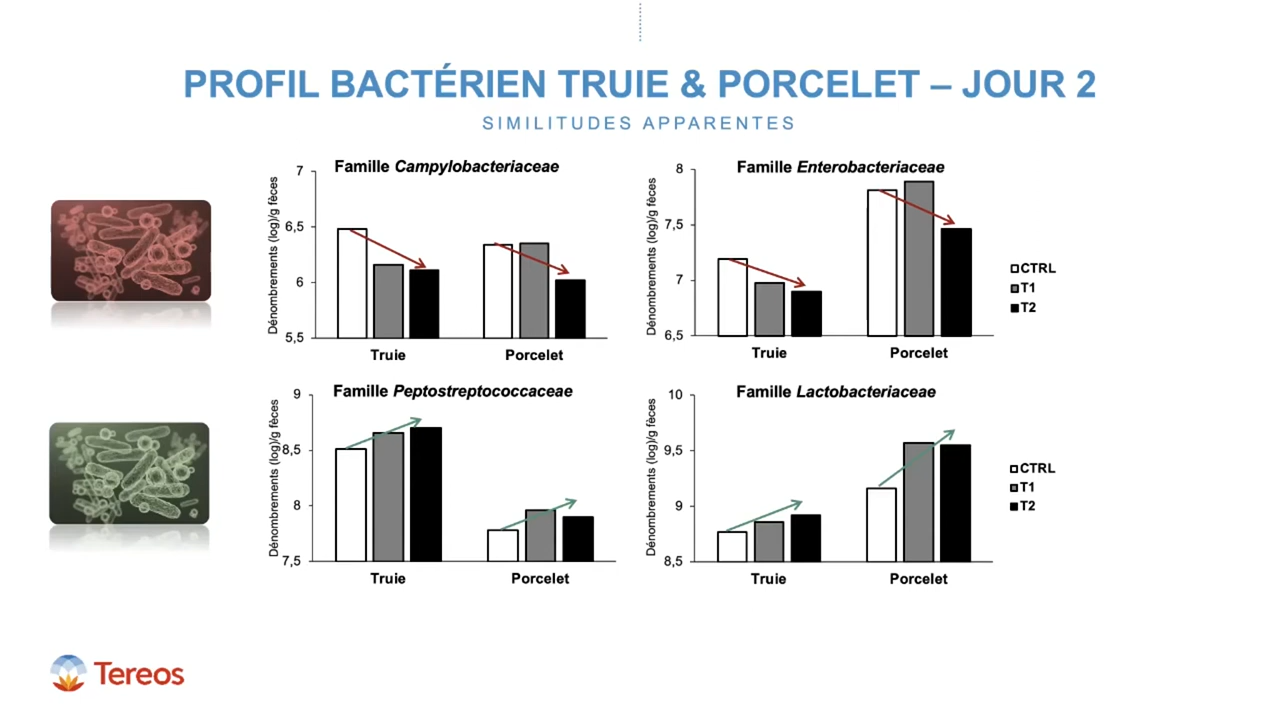 PROFIL BACTÉRIEN TRUIE & PORCELET – JOUR 2
SIMILITUDES APPARENTES
Famille Campylobacteriaceae
Dénombrements (log)/g fèces
7
6,5
6
5,5
Truie
Porcelet
Famille Enterobacteriaceae
Dénombrements (log)/g fèces
8
7,5
7
6,5
Truie
Porcelet
CTRL
T1
T2
Famille Peptostreptococcaceae
Dénombrements (log)/g fèces
9
8,5
8
7,5
Truie
Porcelet
Famille Lactobacteriaceae
Dénombrements (log)/g fèces
10
9,5
9
8,5
Truie
Porcelet
CTRL
T1
T2
Tereos